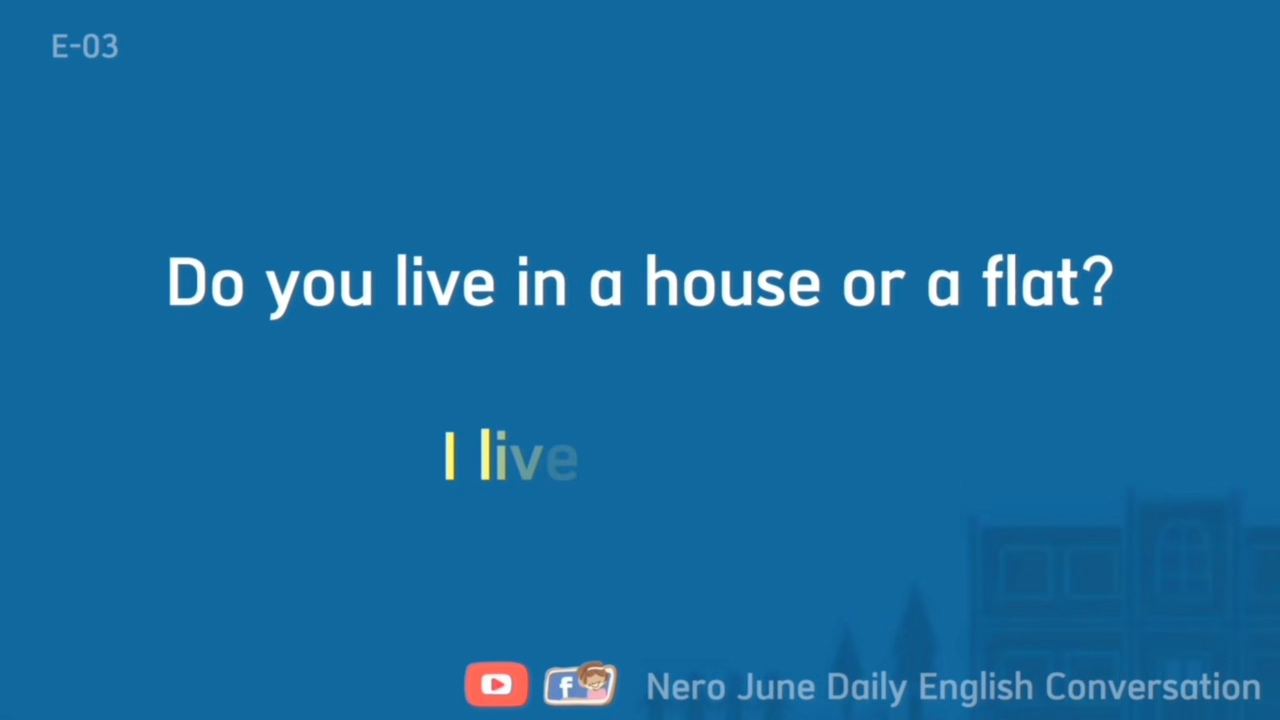 E-03
Do you live in a house or a flat?
I live
Nero June Daily English Conversation